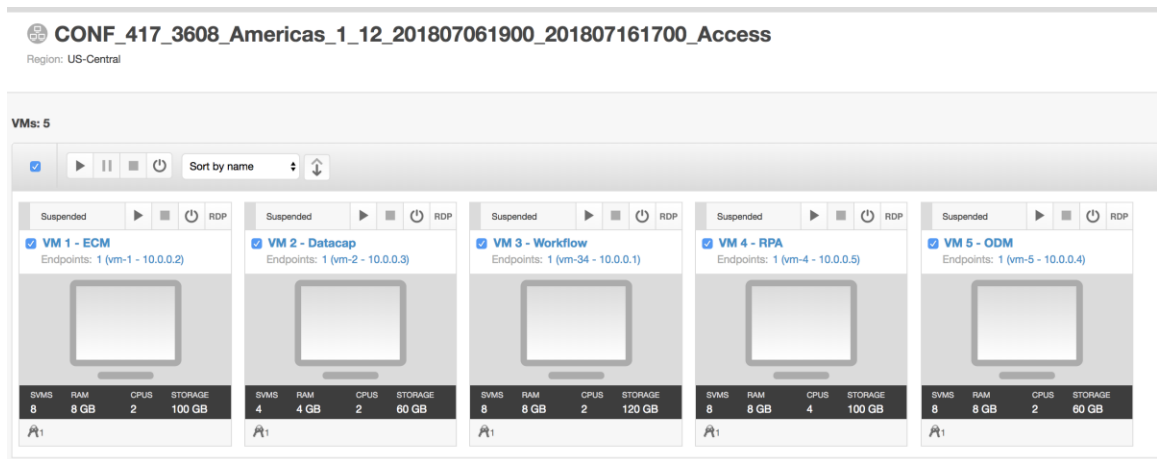 CONF_417_3608_Americas_1_12_201807061900_201807161700_Access
Region: US-Central
VMs: 5
Sort by name
Suspended RDP
VM 1 - ECM
Endpoints: 1 (vm-1 - 10.0.0.2)
SVMS RAM CPUS STORAGE
8 8 GB 2 100 GB
1
Suspended RDP
VM 2 - Datacap
Endpoints: 1 (vm-2 - 10.0.0.3)
SVMS RAM CPUS STORAGE
4 4 GB 2 60 GB
1
Suspended RDP
VM 3 - Workflow
Endpoints: 1 (vm-34 - 10.0.0.1)
SVMS RAM CPUS STORAGE
8 8 GB 2 120 GB
1
Suspended RDP
VM 4 - RPA
Endpoints: 1 (vm-4 - 10.0.0.5)
SVMS RAM CPUS STORAGE
8 8 GB 4 100 GB
1
Suspended RDP
VM 5 - ODM
Endpoints: 1 (vm-5 - 10.0.0.4)
SVMS RAM CPUS STORAGE
8 8 GB 2 60 GB
1